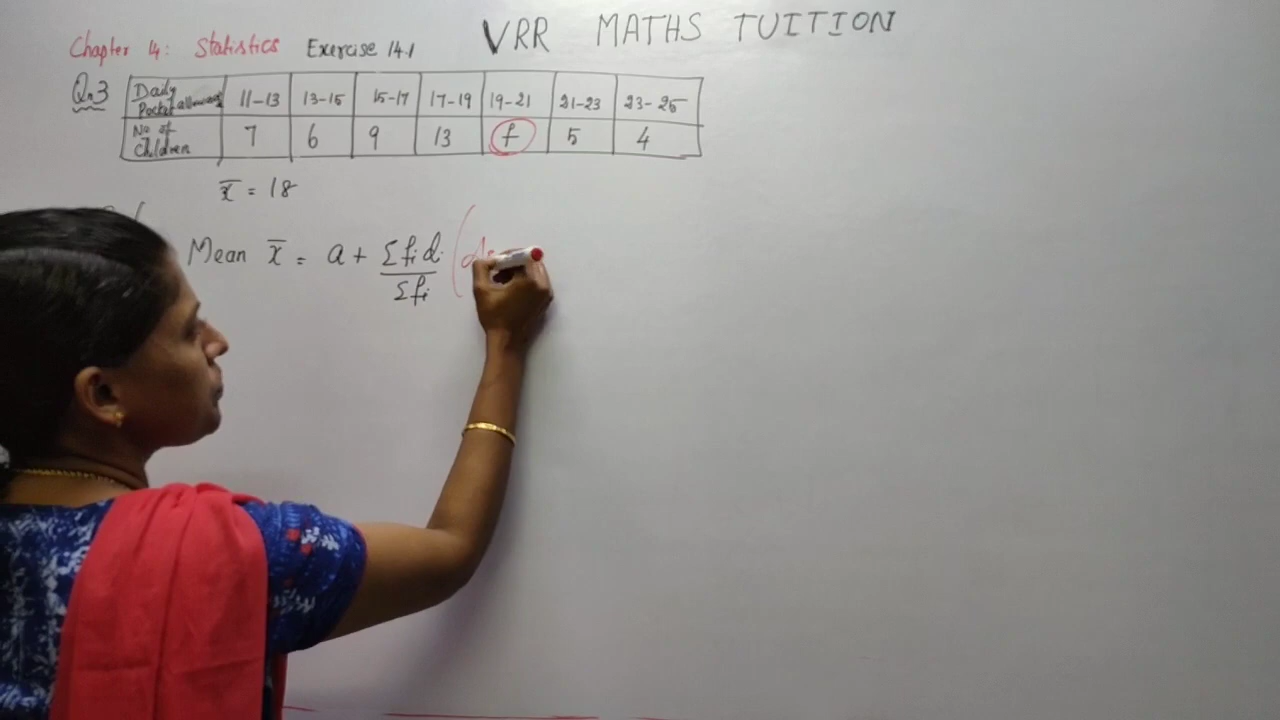 VRR MATHS TUITION
Chapter 14: Statistics Exercise 14.1
Q.3
Daily Pocket allowance 11-13 13-15 15-17 17-19 19-21 21-23 23-25
No of Children 7 6 9 13 f 5 4
x̄ = 18
Mean x̄ = a + Σfidi / Σfi (